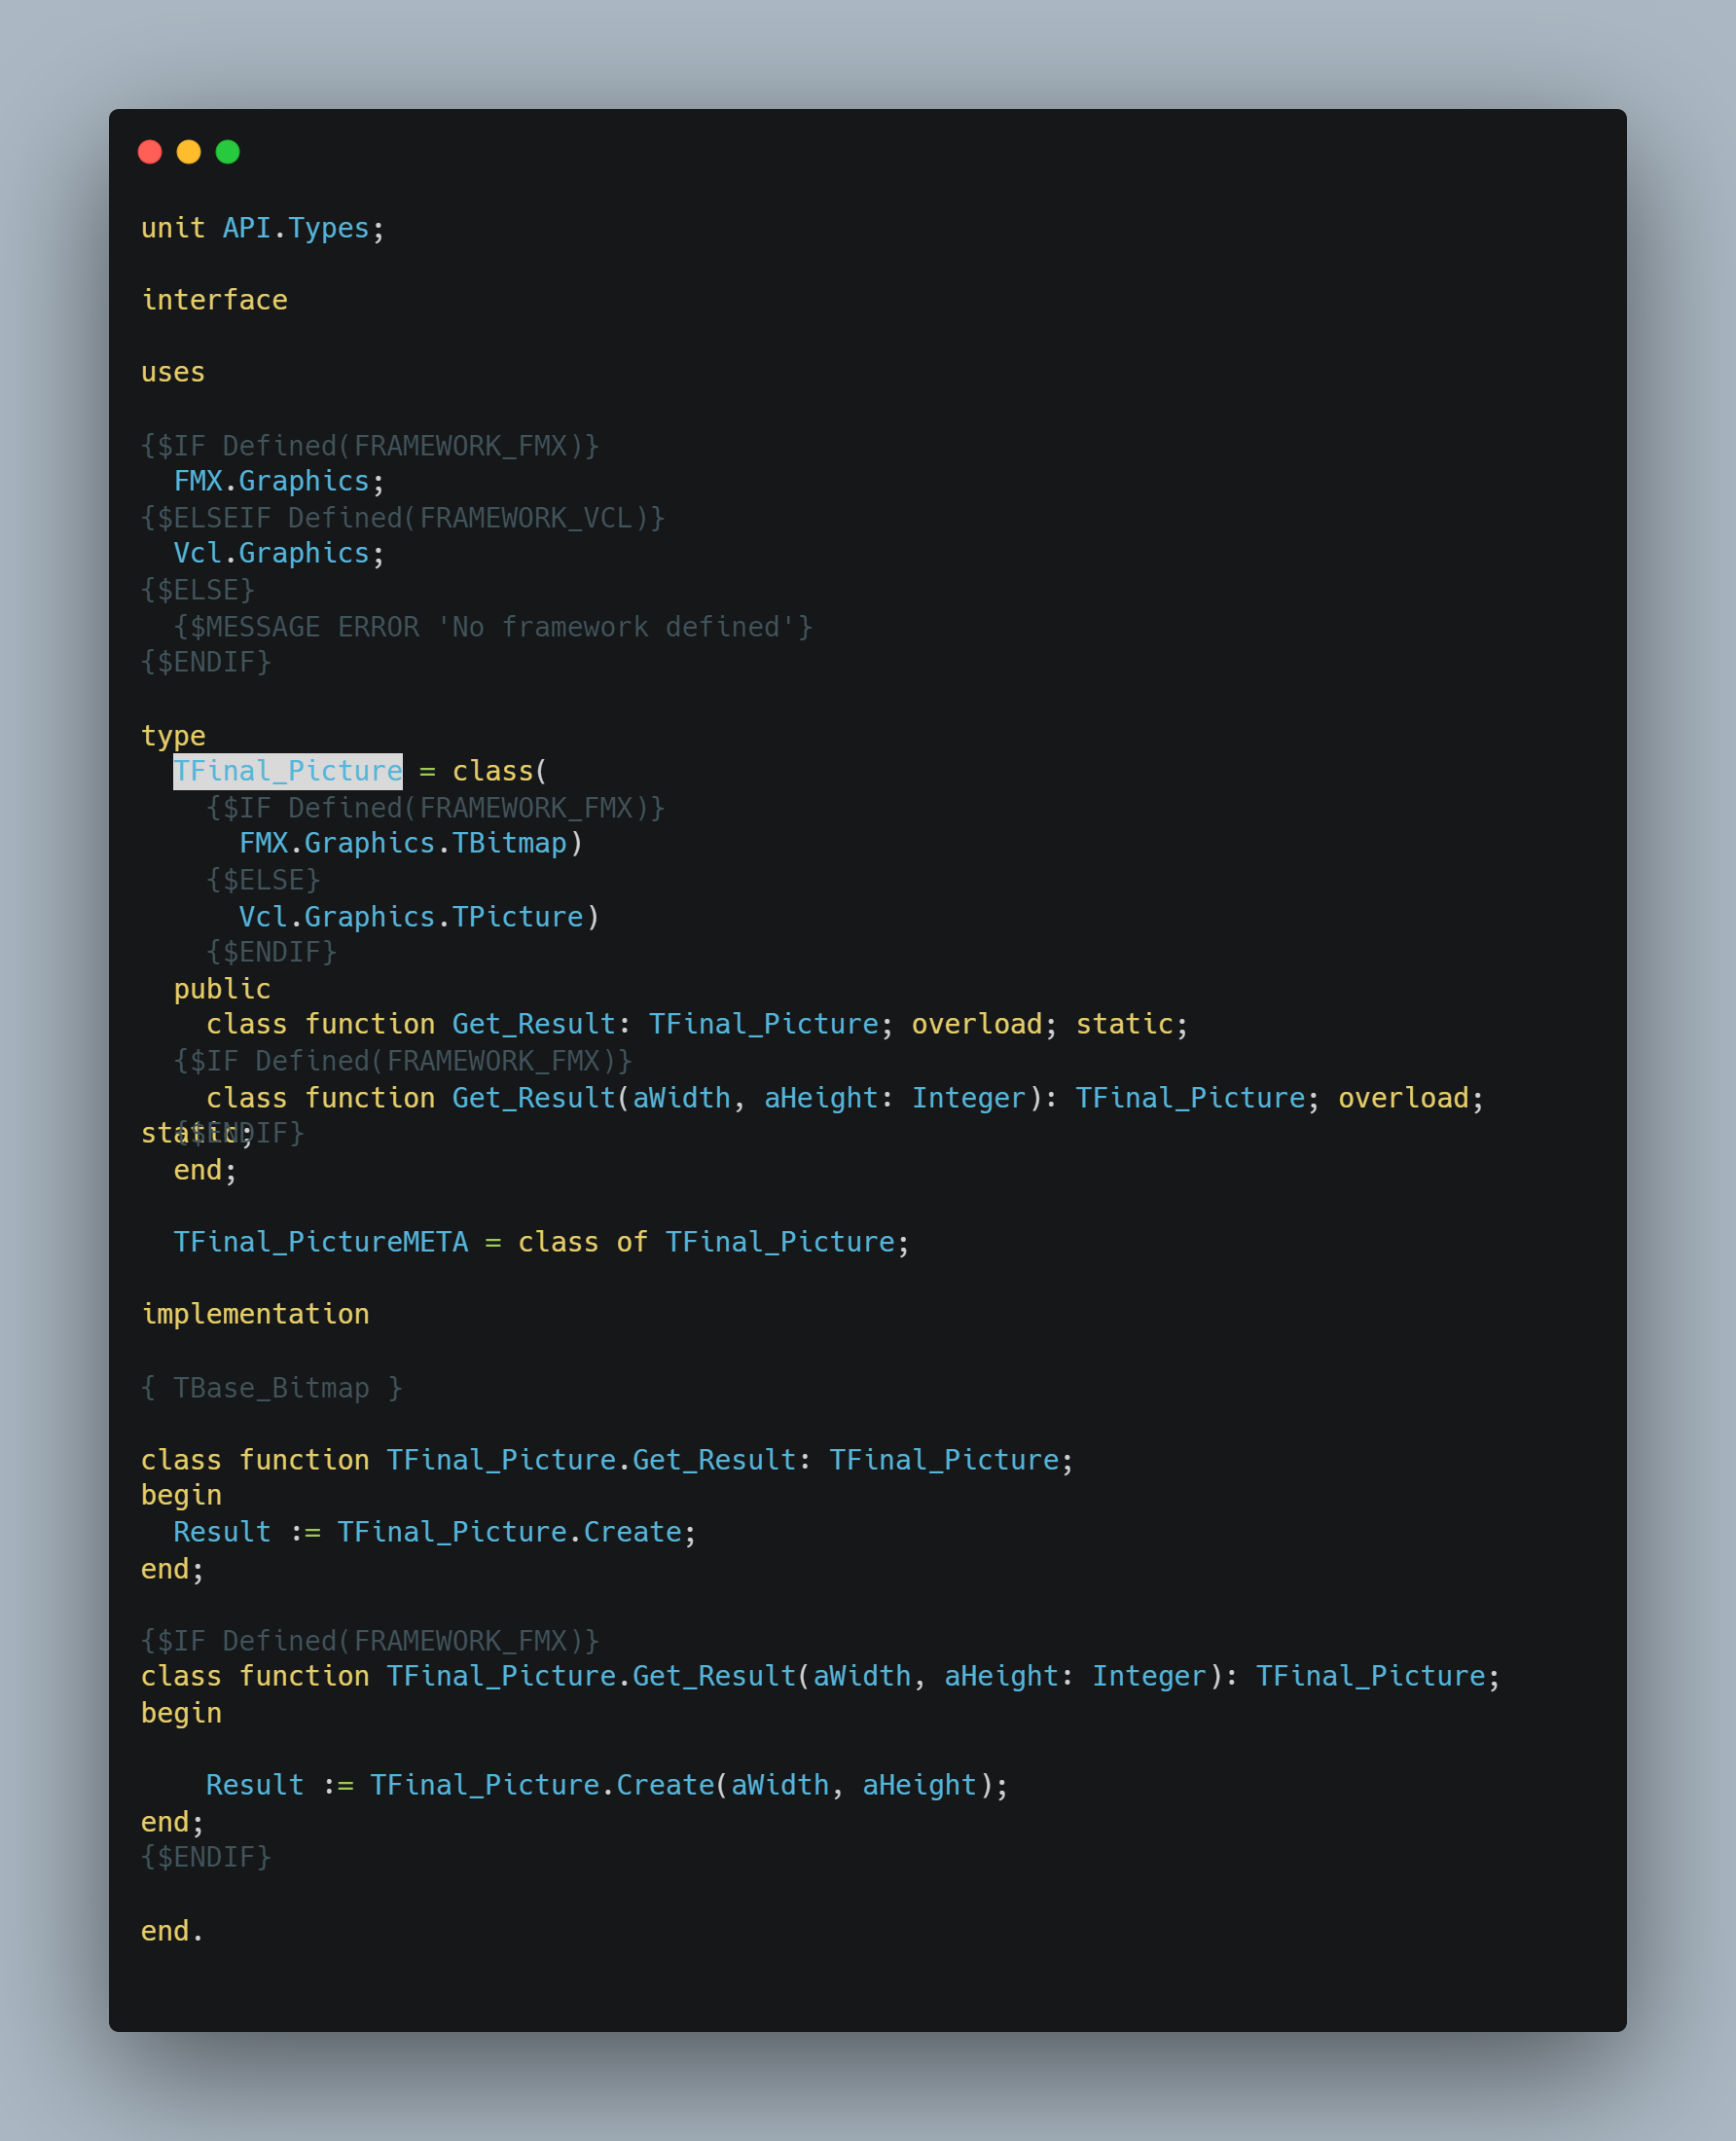 unit API.Types;
interface
uses
{$IF Defined(FRAMEWORK_FMX)}
  FMX.Graphics;
{$ELSEIF Defined(FRAMEWORK_VCL)}
  Vcl.Graphics;
{$ELSE}
  {$MESSAGE ERROR 'No framework defined'}
{$ENDIF}
type
  TFinal_Picture = class(
    {$IF Defined(FRAMEWORK_FMX)}
      FMX.Graphics.TBitmap)
    {$ELSE}
      Vcl.Graphics.TPicture)
    {$ENDIF}
  public
    class function Get_Result: TFinal_Picture; overload; static;
  {$IF Defined(FRAMEWORK_FMX)}
    class function Get_Result(aWidth, aHeight: Integer): TFinal_Picture; overload;
static;
  {$ENDIF}
  end;
  TFinal_PictureMETA = class of TFinal_Picture;
implementation
{ TBase_Bitmap }
class function TFinal_Picture.Get_Result: TFinal_Picture;
begin
  Result := TFinal_Picture.Create;
end;
{$IF Defined(FRAMEWORK_FMX)}
class function TFinal_Picture.Get_Result(aWidth, aHeight: Integer): TFinal_Picture;
begin
    Result := TFinal_Picture.Create(aWidth, aHeight);
end;
{$ENDIF}
end.